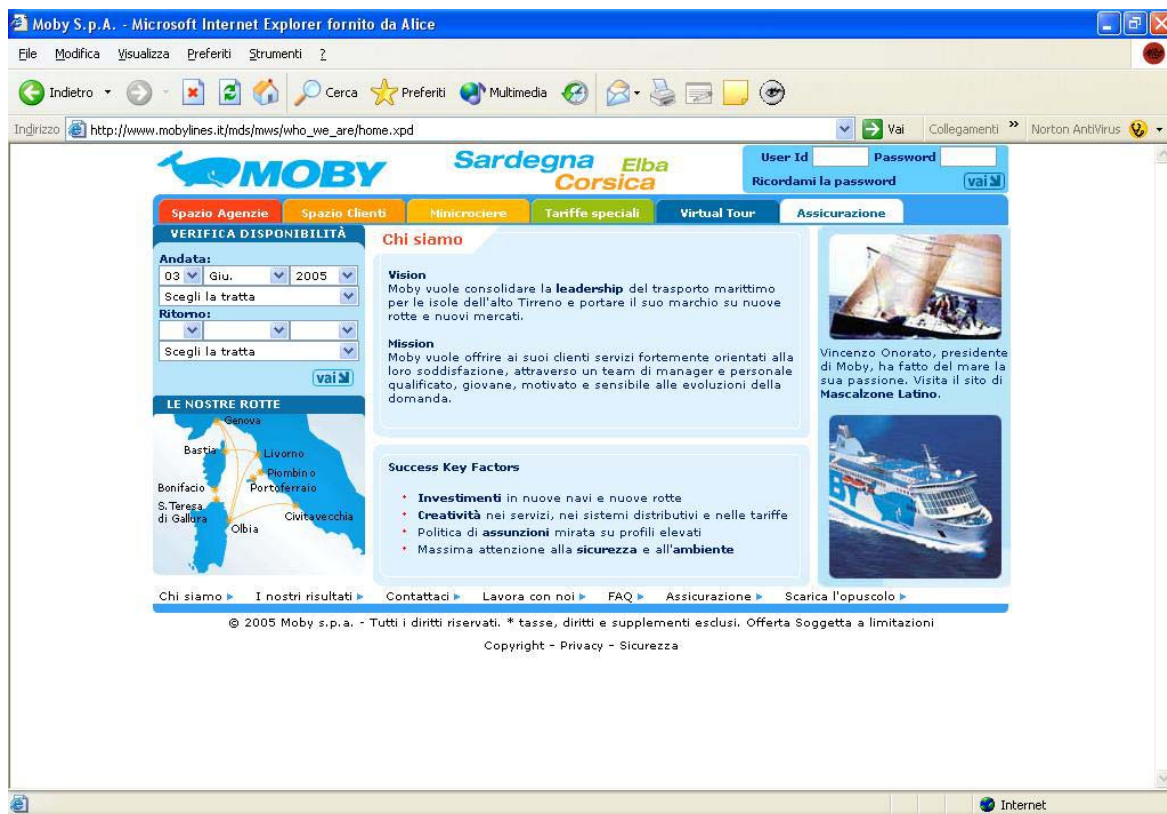 Moby S.p.A. - Microsoft Internet Explorer fornito da Alice
File Modifica Visualizza Preferiti Strumenti ?
Indietro Cerca Preferiti Multimedia
Indirizzo http://www.mobylines.it/mds/mws/who_we_are/home.xpd Vai Collegamenti » Norton AntiVirus
MOBY
Sardegna Elba
Corsica
User Id Password
Ricordami la password vai
Spazio Agenzie Spazio Clienti Minicrociere Tariffe speciali Virtual Tour Assicurazione
VERIFICA DISPONIBILITÀ
Andata:
03 Giu. 2005
Scegli la tratta
Ritorno:
Scegli la tratta
vai
LE NOSTRE ROTTE
Genova
Bastia
Livorno
Piombino
Bonifacio
Portoferraio
S. Teresa
di Gallura
Civitavecchia
Olbia
Chi siamo
Vision
Moby vuole consolidare la leadership del trasporto marittimo
per le isole dell'alto Tirreno e portare il suo marchio su nuove
rotte e nuovi mercati.
Mission
Moby vuole offrire ai suoi clienti servizi fortemente orientati alla
loro soddisfazione, attraverso un team di manager e personale
qualificato, giovane, motivato e sensibile alle evoluzioni della
domanda.
Success Key Factors
• Investimenti in nuove navi e nuove rotte
• Creatività nei servizi, nei sistemi distributivi e nelle tariffe
• Politica di assunzioni mirata su profili elevati
• Massima attenzione alla sicurezza e all'ambiente
Vincenzo Onorato, presidente
di Moby, ha fatto del mare la
sua passione. Visita il sito di
Mascalzone Latino.
BY
Chi siamo I nostri risultati Contattaci Lavora con noi FAQ Assicurazione Scarica l'opuscolo
© 2005 Moby s.p.a. - Tutti i diritti riservati. * tasse, diritti e supplementi esclusi. Offerta Soggetta a limitazioni
Copyright - Privacy - Sicurezza
Internet